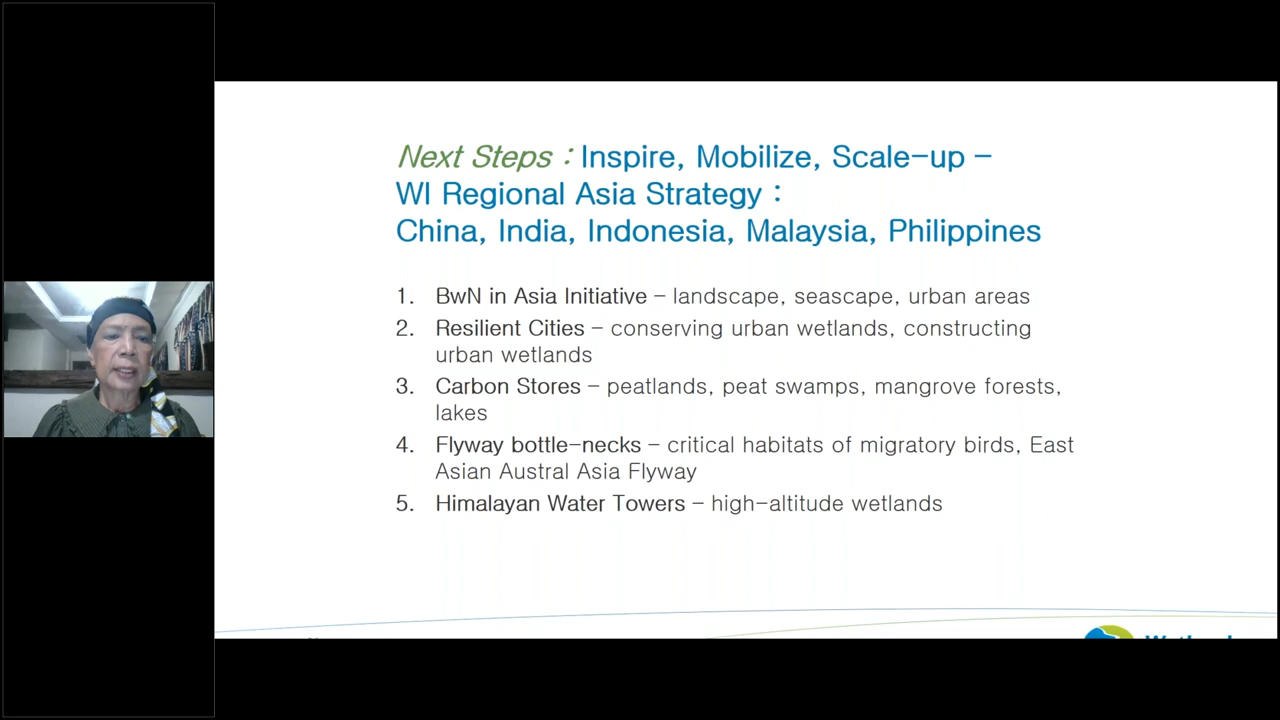 Next Steps : Inspire, Mobilize, Scale-up –
WI Regional Asia Strategy :
China, India, Indonesia, Malaysia, Philippines
1. BwN in Asia Initiative – landscape, seascape, urban areas
2. Resilient Cities – conserving urban wetlands, constructing
urban wetlands
3. Carbon Stores – peatlands, peat swamps, mangrove forests,
lakes
4. Flyway bottle-necks – critical habitats of migratory birds, East
Asian Austral Asia Flyway
5. Himalayan Water Towers – high-altitude wetlands